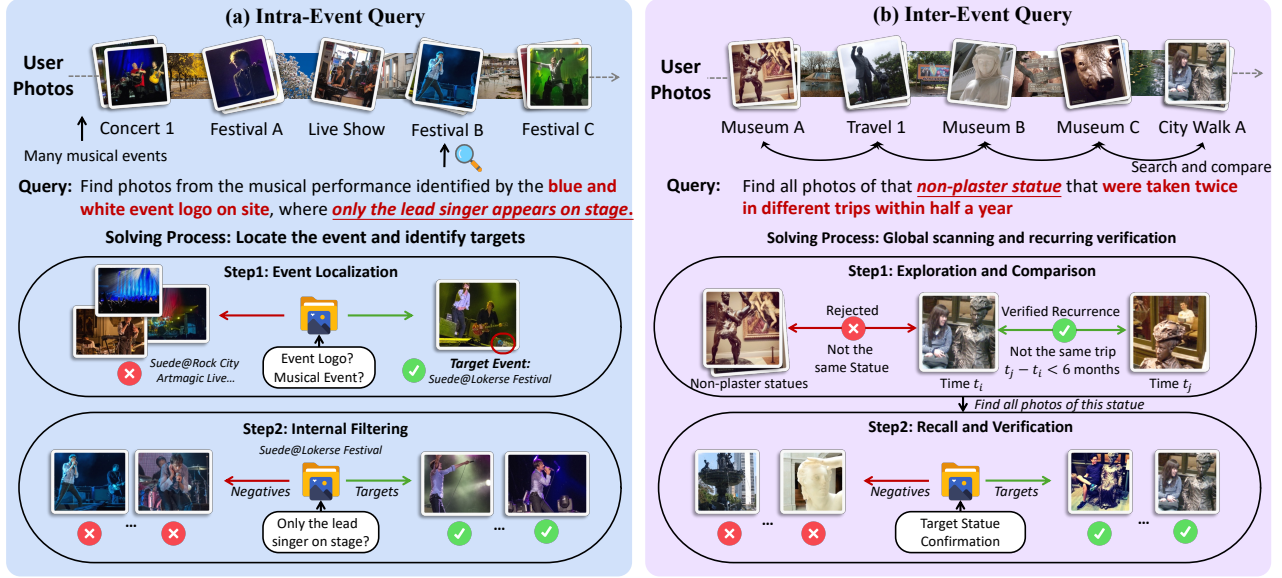 (a) Intra-Event Query
User
Photos
Concert 1
Festival A
Live Show
Festival B
Festival C
Many musical events
Query: Find photos from the musical performance identified by the blue and
white event logo on site, where only the lead singer appears on stage.
Solving Process: Locate the event and identify targets
Step1: Event Localization
Suede@Rock City
Artmagic Live...
Event Logo?
Musical Event?
Target Event:
Suede@Lokerse Festival
Step2: Internal Filtering
Suede@Lokerse Festival
Negatives
Targets
...
...
Only the lead
singer on stage?
(b) Inter-Event Query
User
Photos
Museum A
Travel 1
Museum B
Museum C
City Walk A
Search and compare
Query: Find all photos of that non-plaster statue that were taken twice
in different trips within half a year
Solving Process: Global scanning and recurring verification
Step1: Exploration and Comparison
Rejected
Not the
same Statue
Verified Recurrence
Not the same trip
t_j − t_i < 6 months
Non-plaster statues
Time t_i
Time t_j
Find all photos of this statue
Step2: Recall and Verification
Negatives
Targets
...
...
Target Statue
Confirmation